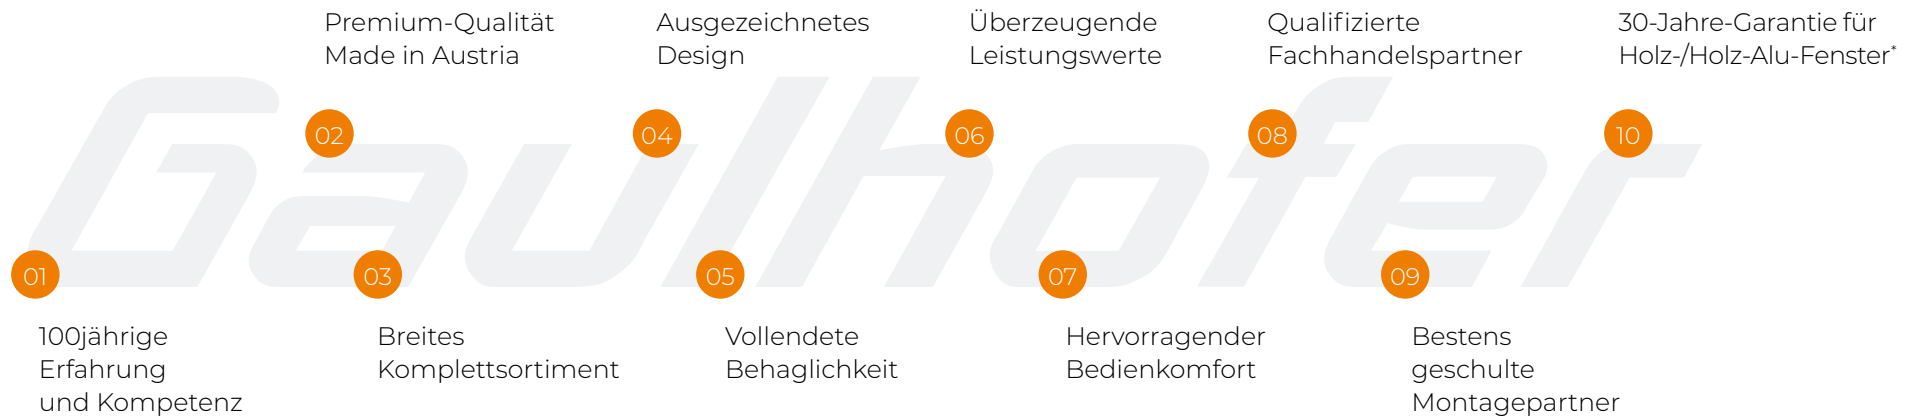 Premium-Qualität
Made in Austria
Ausgezeichnetes
Design
Überzeugende
Leistungswerte
Qualifizierte
Fachhandelspartner
30-Jahre-Garantie für
Holz-/Holz-Alu-Fenster*
Gaulhofer
02
04
06
08
10
01
03
05
07
09
100jährige
Erfahrung
und Kompetenz
Breites
Komplettsortiment
Vollendete
Behaglichkeit
Hervorragender
Bedienkomfort
Bestens
geschulte
Montagepartner